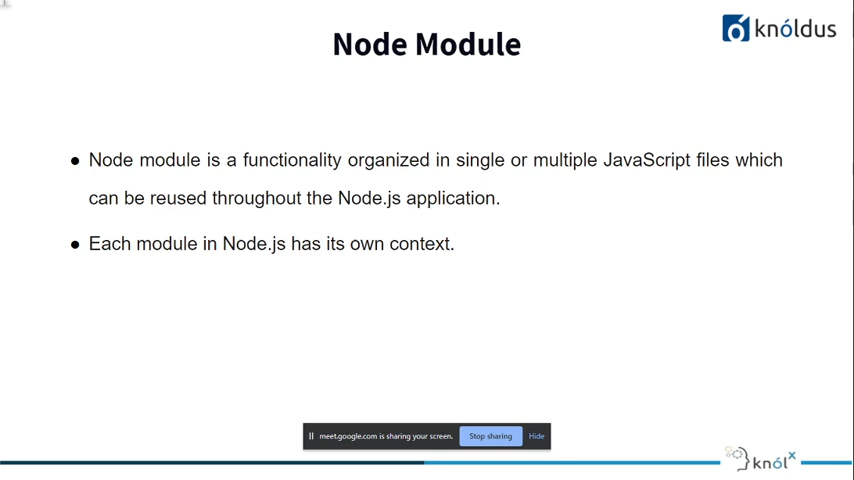 knóldus
Node Module
● Node module is a functionality organized in single or multiple JavaScript files which
can be reused throughout the Node.js application.
● Each module in Node.js has its own context.
meet.google.com is sharing your screen. Stop sharing Hide
knólx